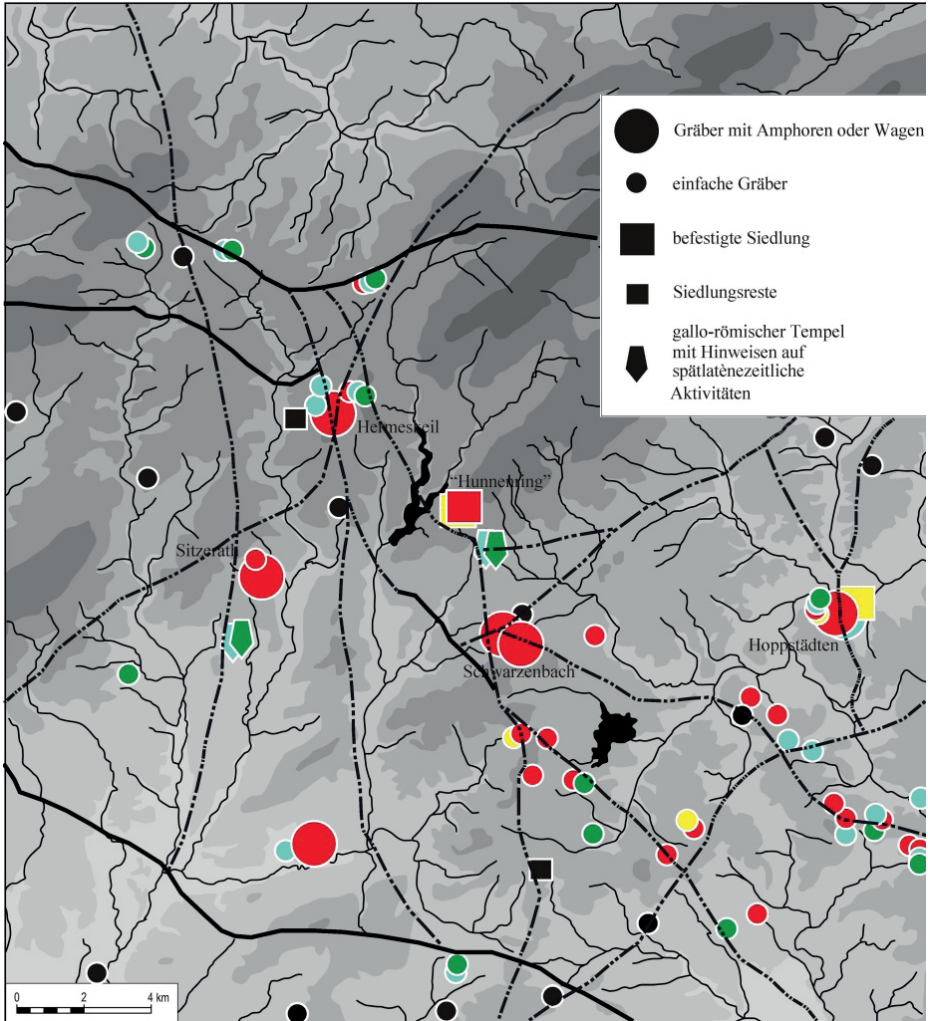 Gräber mit Amphoren oder Wagen
einfache Gräber
befestigte Siedlung
Siedlungsreste
gallo-römischer Tempel
mit Hinweisen auf
spätlatènezeitliche
Aktivitäten
Hermeskeil
"Hunnenring"
Sitzerath
Schwarzenbach
Hoppstädten
0 2 4 km